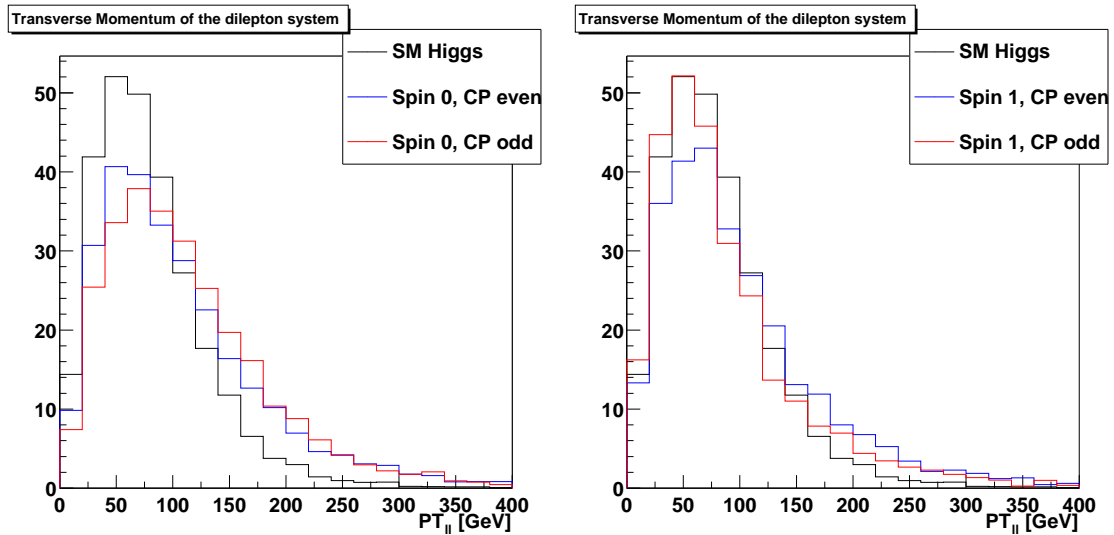 Transverse Momentum of the dilepton system
SM Higgs
Spin 0, CP even
Spin 0, CP odd
50
40
30
20
10
0
0 50 100 150 200 250 300 350 400
PT_ll [GeV]
Transverse Momentum of the dilepton system
SM Higgs
Spin 1, CP even
Spin 1, CP odd
50
40
30
20
10
0
0 50 100 150 200 250 300 350 400
PT_ll [GeV]